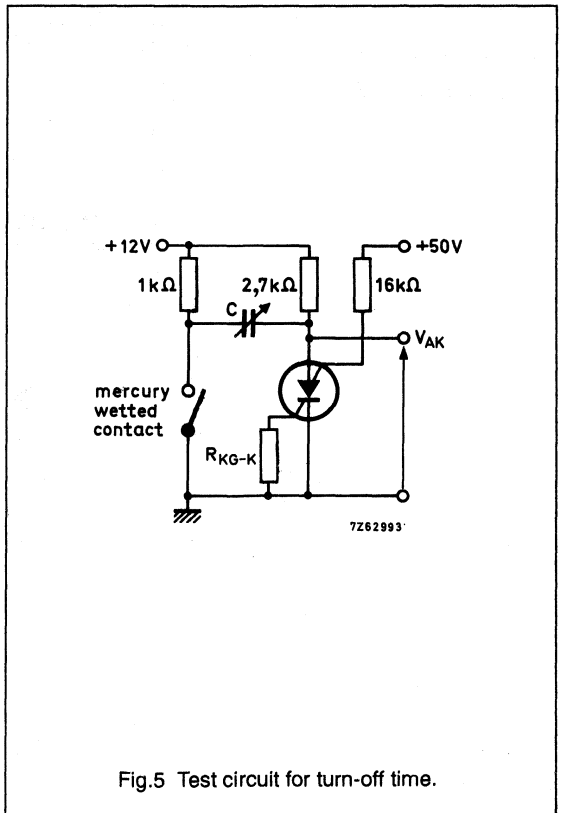 +12V
+50V
1kΩ
2,7kΩ
16kΩ
C
V_AK
mercury
wetted
contact
R_KG-K
7Z62993
Fig.5 Test circuit for turn-off time.